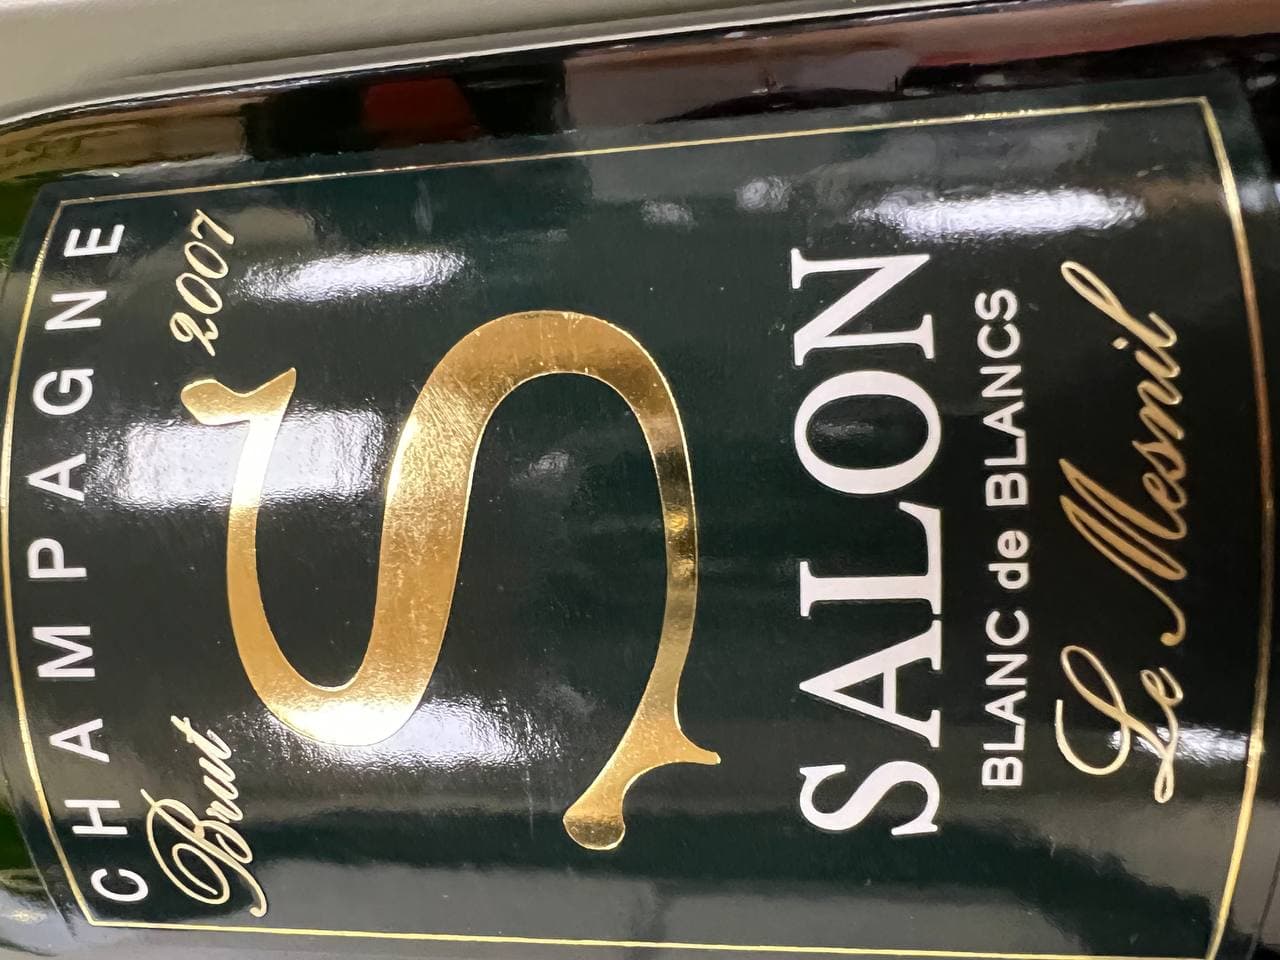 CHAMPAGNE
Brut 2007
S
SALON
BLANC de BLANCS
Le Mesnil